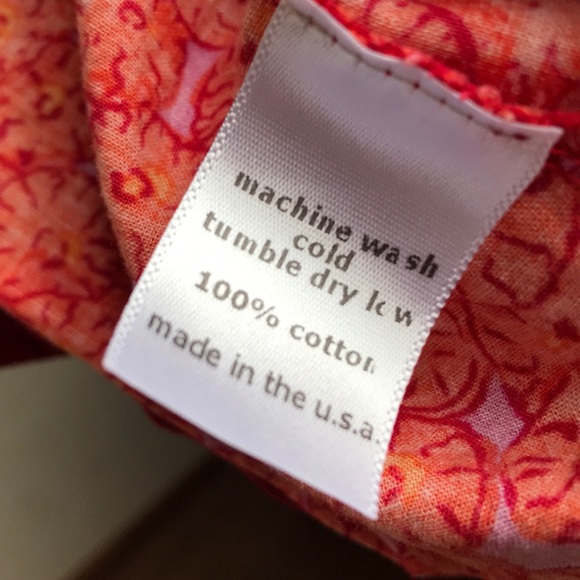 machine wash
cold
tumble dry low
100% cotton
made in the u.s.a.